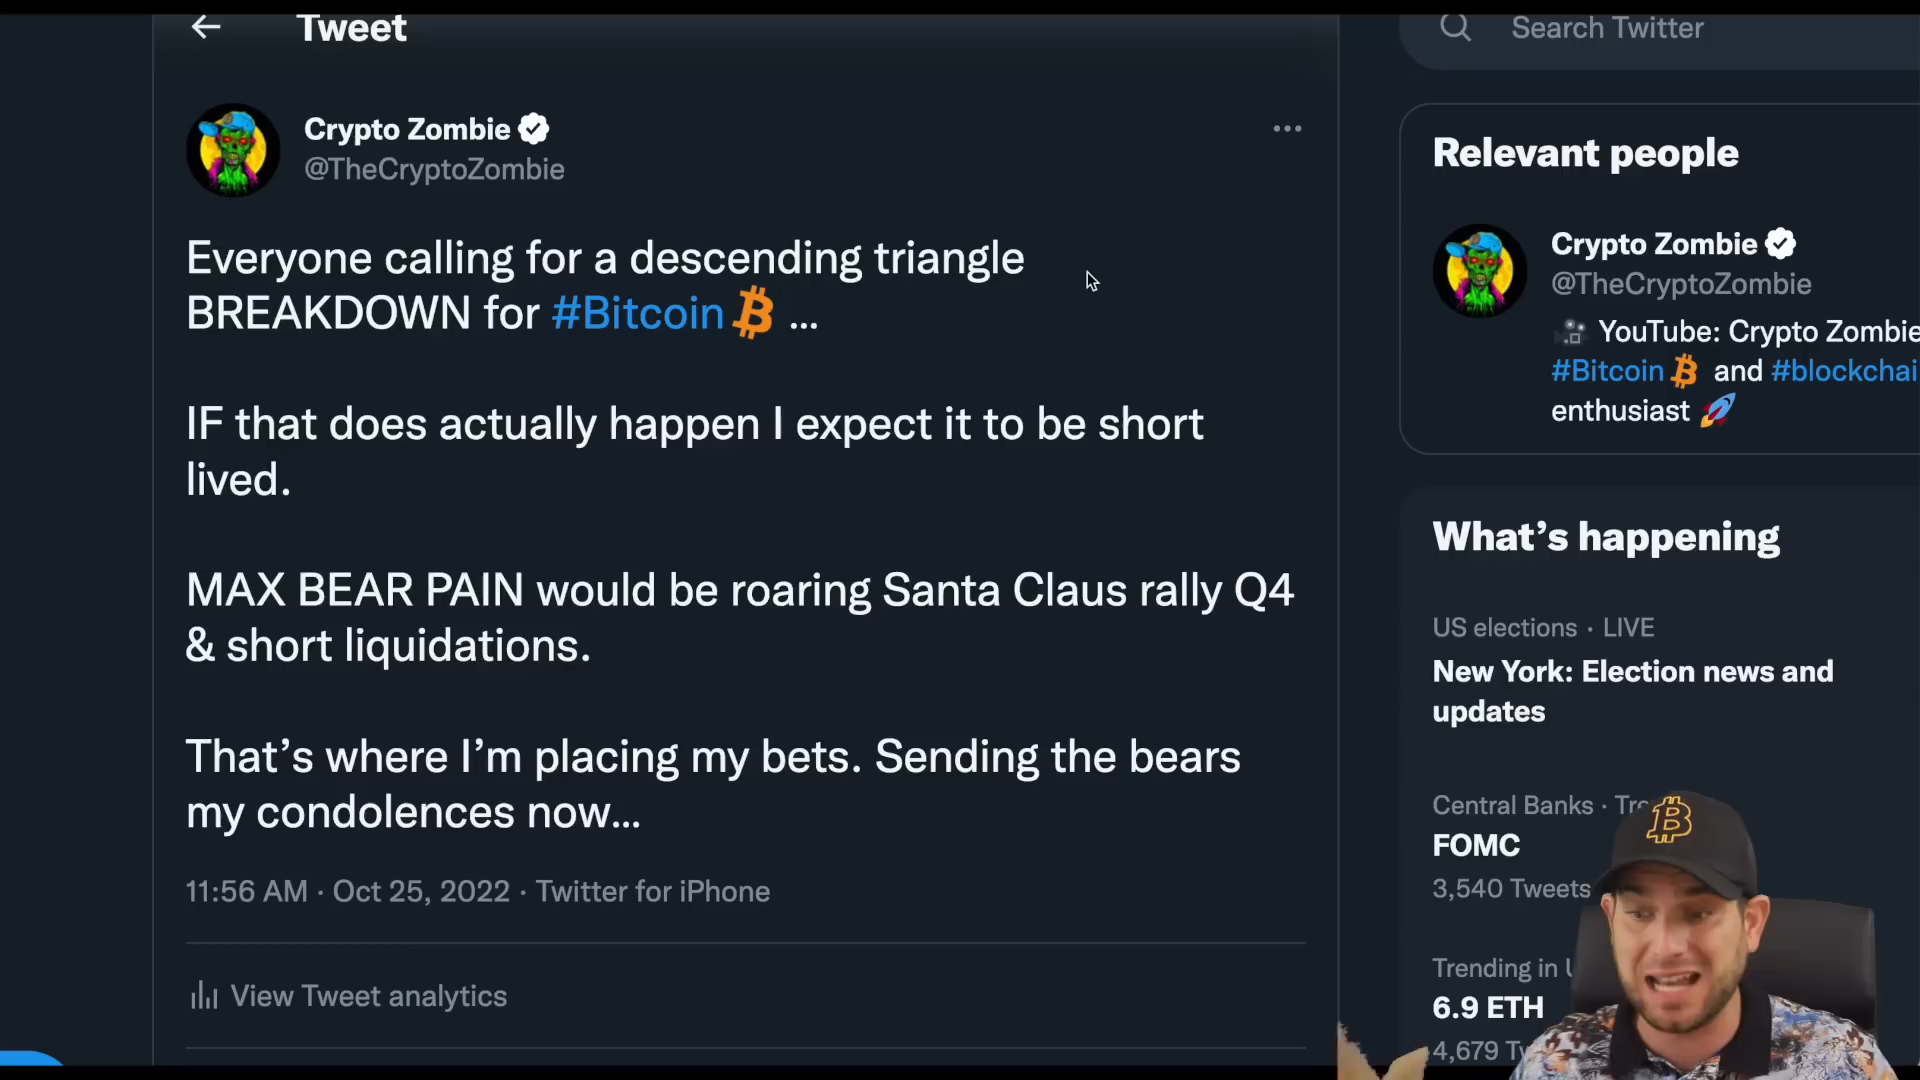 Tweet
Search Twitter
Crypto Zombie
@TheCryptoZombie
Everyone calling for a descending triangle
BREAKDOWN for #Bitcoin ...
IF that does actually happen I expect it to be short
lived.
MAX BEAR PAIN would be roaring Santa Claus rally Q4
& short liquidations.
That’s where I’m placing my bets. Sending the bears
my condolences now...
11:56 AM · Oct 25, 2022 · Twitter for iPhone
View Tweet analytics
Relevant people
Crypto Zombie
@TheCryptoZombie
YouTube: Crypto Zombie
#Bitcoin and #blockchai
enthusiast
What’s happening
US elections · LIVE
New York: Election news and
updates
Central Banks ·
FOMC
3,540 Tweets
Trending in
6.9 ETH
4,679